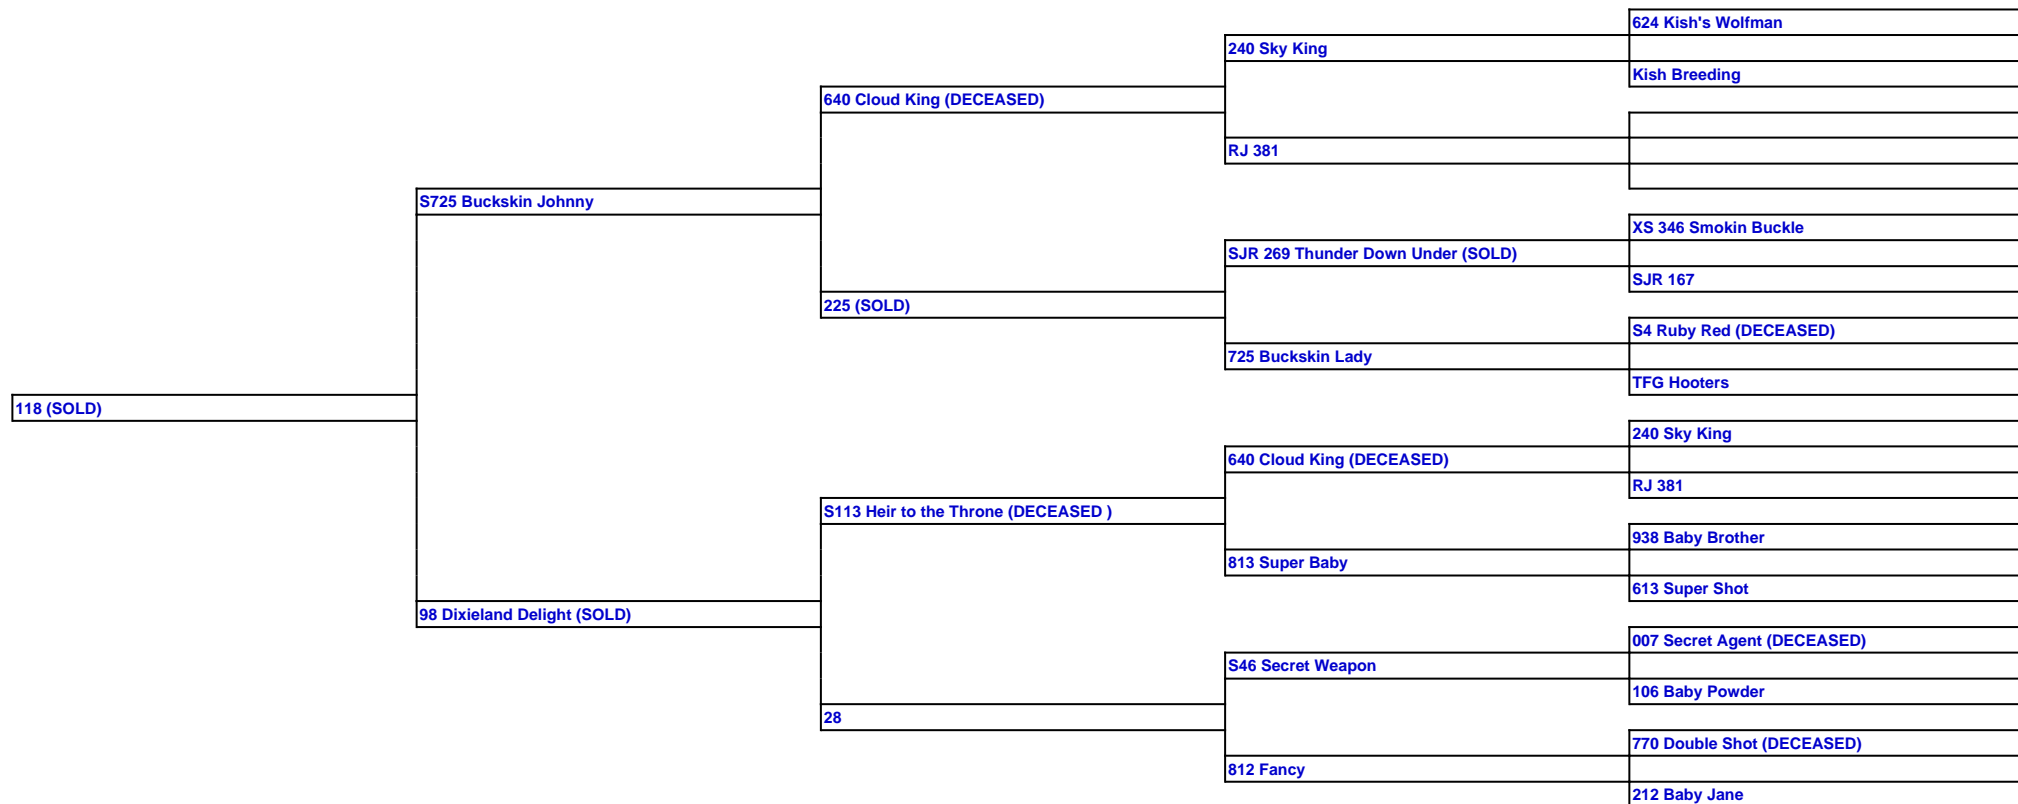 624 Kish's Wolfman
240 Sky King
Kish Breeding
640 Cloud King (DECEASED)
RJ 381
S725 Buckskin Johnny
XS 346 Smokin Buckle
SJR 269 Thunder Down Under (SOLD)
SJR 167
225 (SOLD)
S4 Ruby Red (DECEASED)
725 Buckskin Lady
TFG Hooters
118 (SOLD)
240 Sky King
640 Cloud King (DECEASED)
RJ 381
S113 Heir to the Throne (DECEASED )
938 Baby Brother
813 Super Baby
613 Super Shot
98 Dixieland Delight (SOLD)
007 Secret Agent (DECEASED)
S46 Secret Weapon
106 Baby Powder
28
770 Double Shot (DECEASED)
812 Fancy
212 Baby Jane